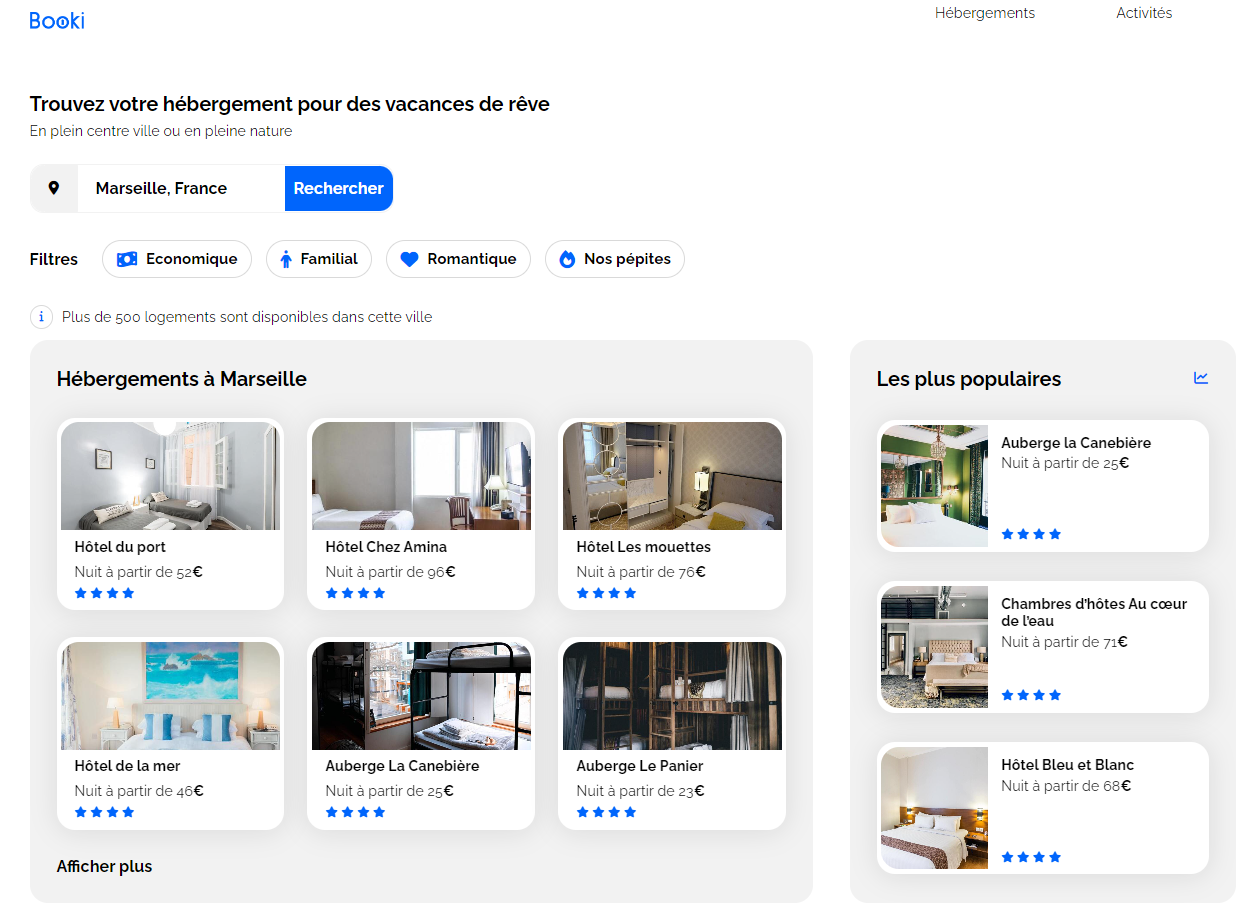 Booki
Hébergements
Activités
Trouvez votre hébergement pour des vacances de rêve
En plein centre ville ou en pleine nature
Marseille, France
Rechercher
Filtres
Economique
Familial
Romantique
Nos pépites
i
Plus de 500 logements sont disponibles dans cette ville
Hébergements à Marseille
Hôtel du port
Nuit à partir de 52€
Hôtel Chez Amina
Nuit à partir de 96€
Hôtel Les mouettes
Nuit à partir de 76€
Hôtel de la mer
Nuit à partir de 46€
Auberge La Canebière
Nuit à partir de 25€
Auberge Le Panier
Nuit à partir de 23€
Afficher plus
Les plus populaires
Auberge la Canebière
Nuit à partir de 25€
Chambres d'hôtes Au cœur
de l'eau
Nuit à partir de 71€
Hôtel Bleu et Blanc
Nuit à partir de 68€